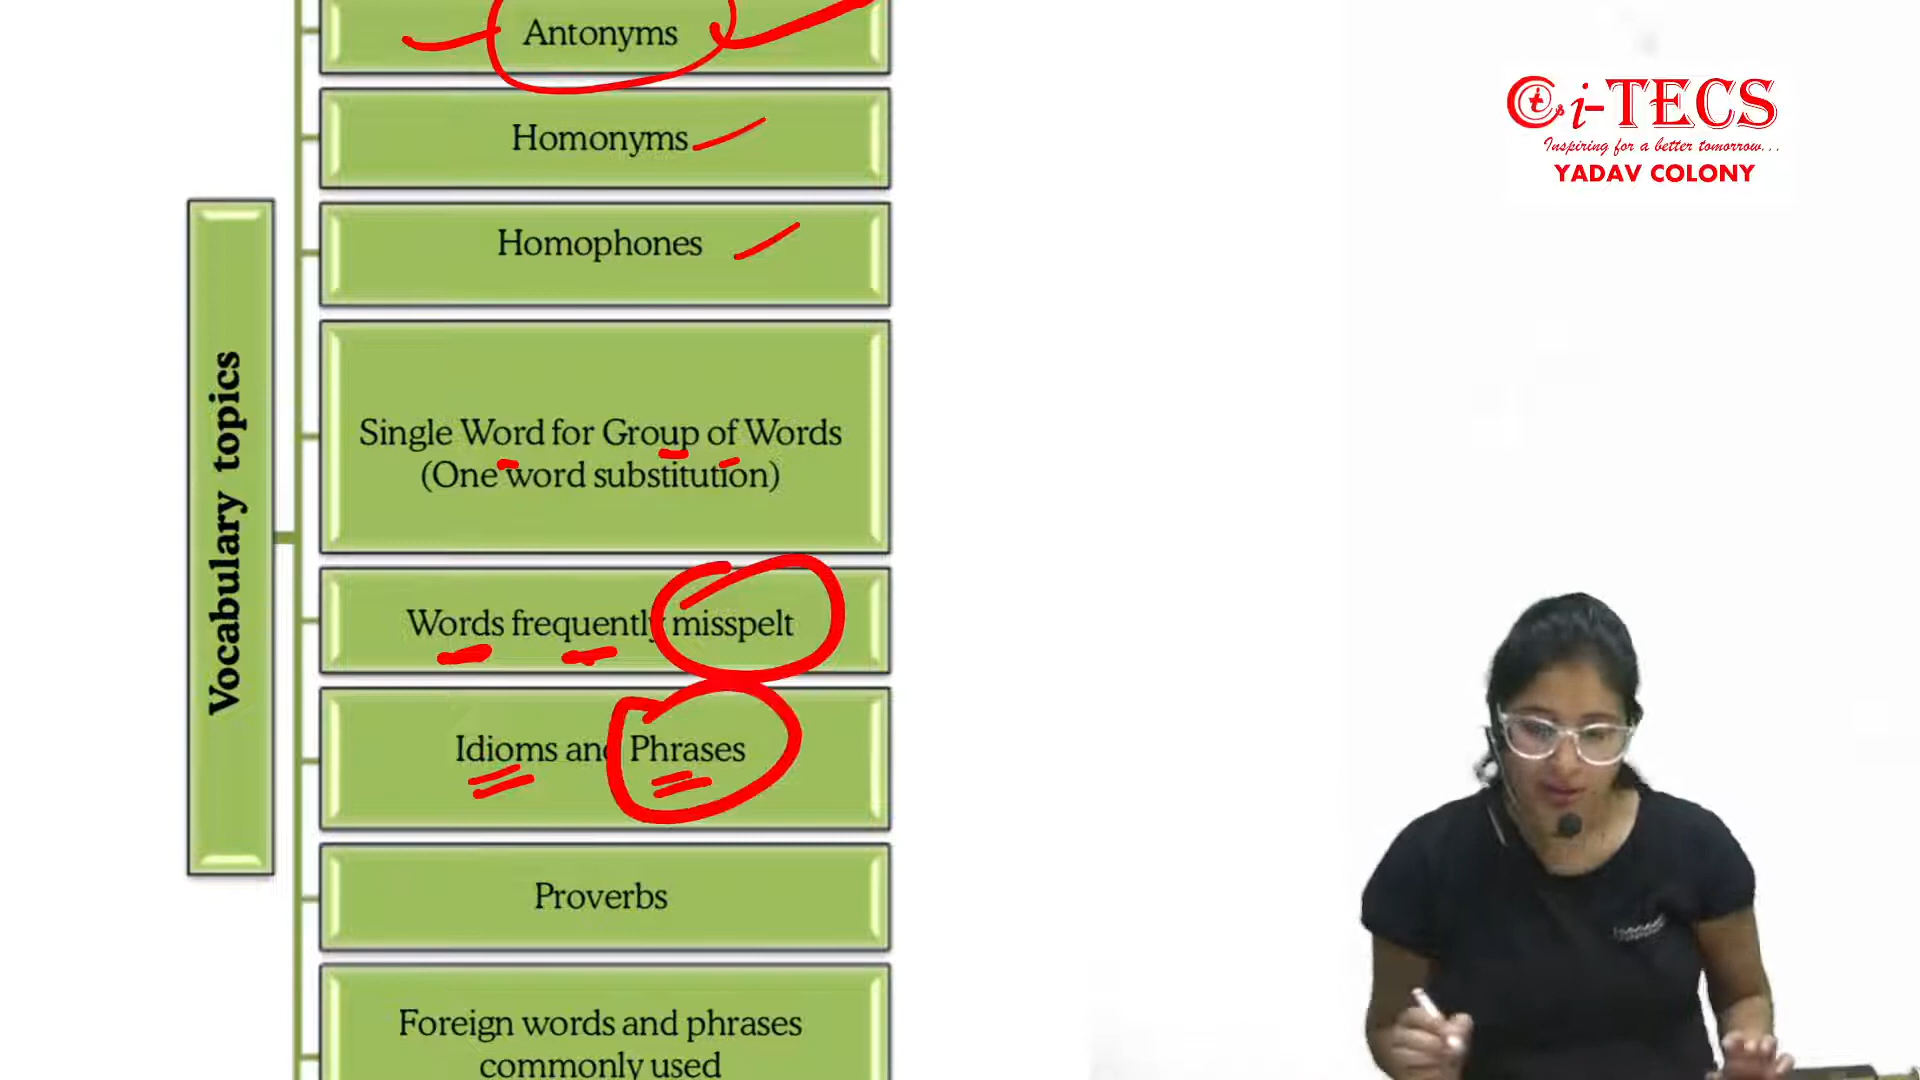 Antonyms
Homonyms
Homophones
Single Word for Group of Words
(One word substitution)
Words frequently misspelt
Idioms and Phrases
Proverbs
Foreign words and phrases
commonly used
Vocabulary topics
i-TECS
Inspiring for a better tomorrow...
YADAV COLONY